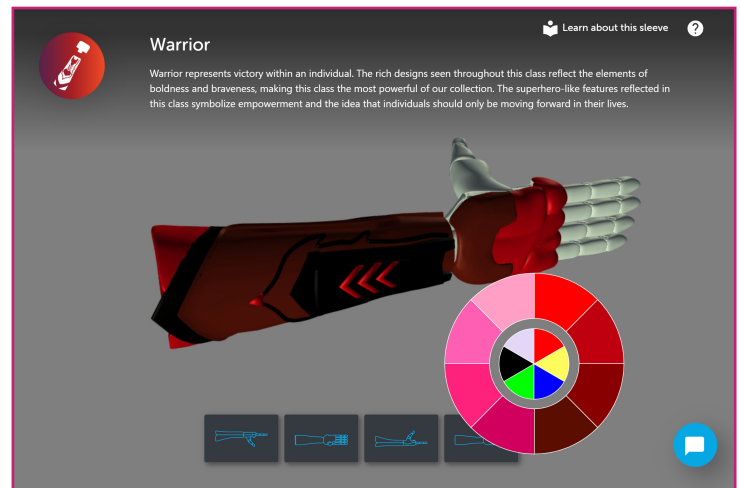 Learn about this sleeve
?
Warrior
Warrior represents victory within an individual. The rich designs seen throughout this class reflect the elements of
boldness and braveness, making this class the most powerful of our collection. The superhero-like features reflected in
this class symbolize empowerment and the idea that individuals should only be moving forward in their lives.